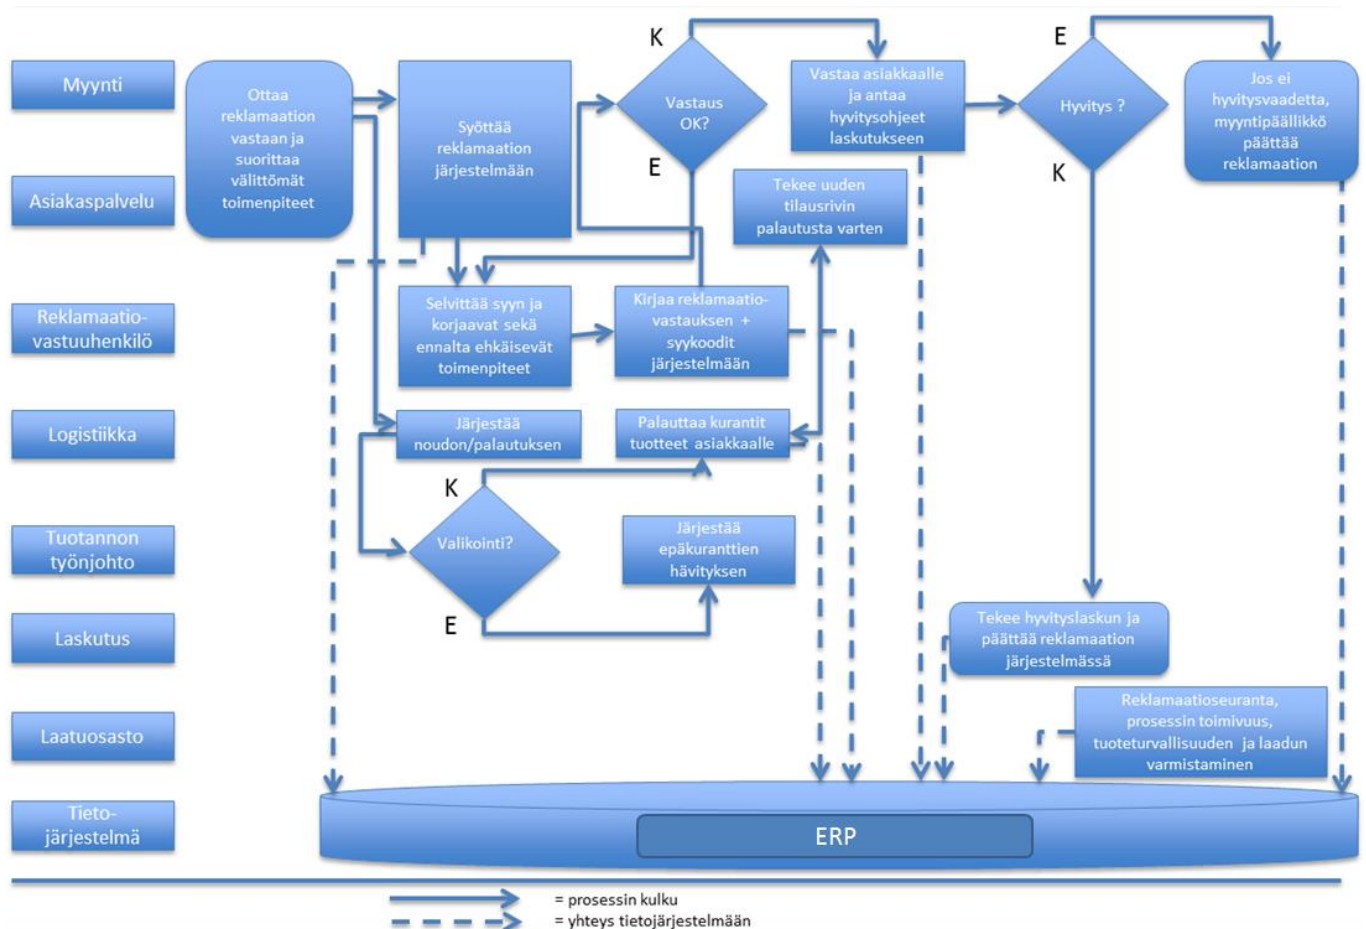 K
E
Myynti
Ottaa
reklamaation
vastaan ja
suorittaa
välittömät
toimenpiteet
Syöttää
reklamaation
järjestelmään
Vastaus
OK?
Vastaa asiakkaalle
ja antaa
hyvitysohjeet
laskutukseen
Hyvitys ?
Jos ei
hyvitysvaadetta,
myyntipäällikkö
päättää
reklamaation
E
K
Asiakaspalvelu
Tekee uuden
tilausrivin
palautusta varten
Reklamaatio-
vastuuhenkilö
Selvittää syyn ja
korjaavat sekä
ennalta ehkäisevät
toimenpiteet
Kirjaa reklamaatio-
vastauksen +
syykoodit
järjestelmään
Logistiikka
Järjestää
noudon/palautuksen
Palauttaa kurantit
tuotteet asiakkaalle
K
Tuotannon
työnjohto
Valikointi?
Järjestää
epäkuranttien
hävityksen
E
Laskutus
Tekee hyvityslaskun ja
päättää reklamaation
järjestelmässä
Laatuosasto
Reklamaatioseuranta,
prosessin toimivuus,
tuoteturvallisuuden ja laadun
varmistaminen
Tieto-
järjestelmä
ERP
= prosessin kulku
= yhteys tietojärjestelmään